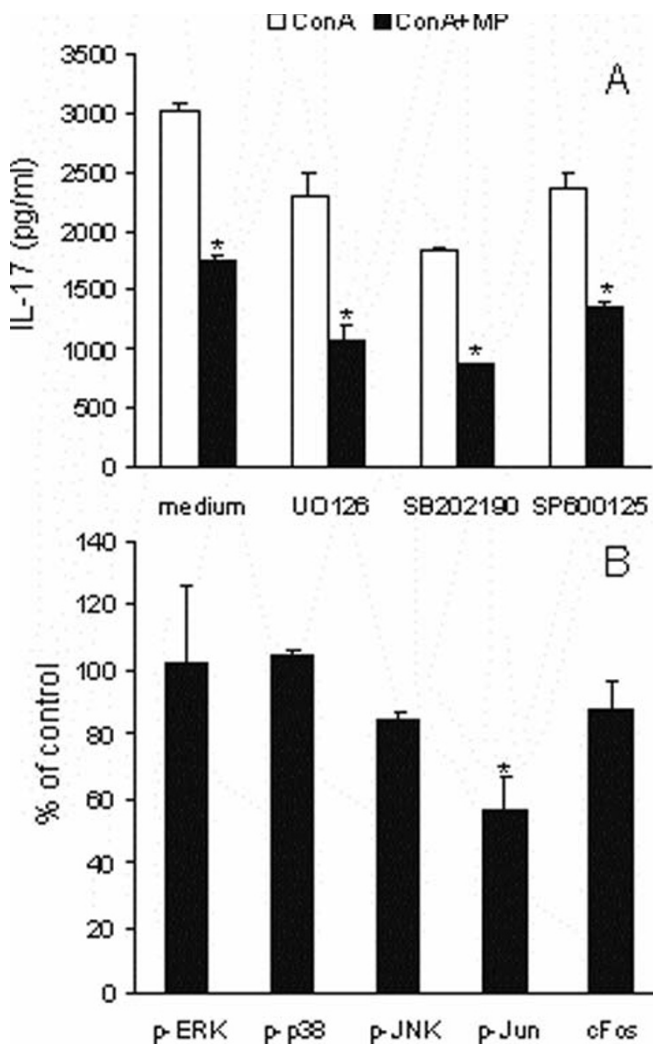 ConA ConA+MP
A
3500
3000
2500
2000
1500
1000
500
0
IL-17 (pg/ml)
* * * *
medium UO126 SB202190 SP600125
B
140
120
100
80
60
40
20
0
% of control
*
p-ERK p-p38 p-JNK p-Jun cFos